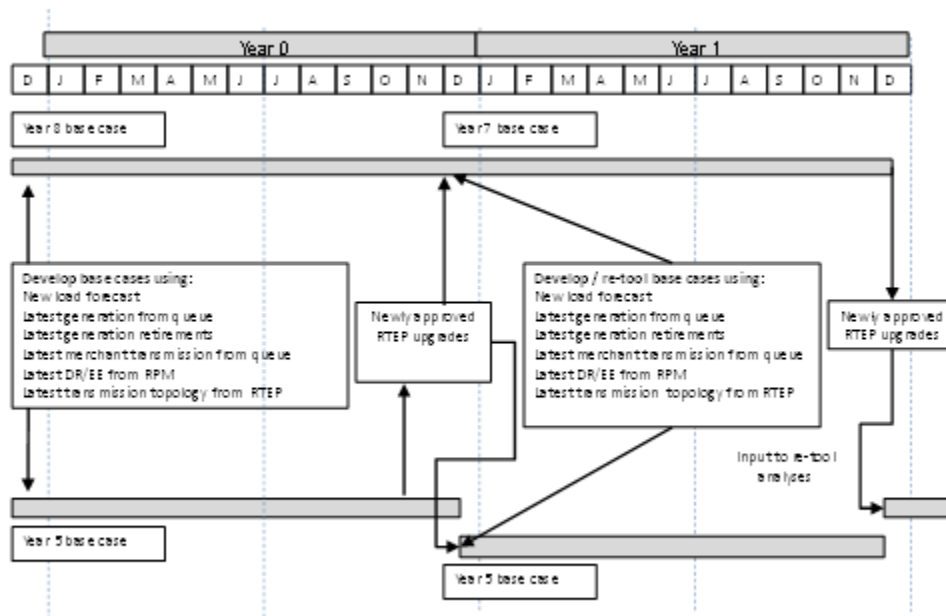 Year 0
Year 1
D J F M A M J J A S O N D J F M A M J J A S O N D
Year 8 base case
Year 7 base case
Develop base cases using:
New load forecast
Latest generation from queue
Latest generation retirements
Latest merchant transmission from queue
Latest DR/EE from RPM
Latest transmission topology from RTEP
Newly approved
RTEP upgrades
Develop / re-tool base cases using:
New load forecast
Latest generation from queue
Latest generation retirements
Latest merchant transmission from queue
Latest DR/EE from RPM
Latest transmission topology from RTEP
Newly approved
RTEP upgrades
Input to re-tool
analyses
Year 5 base case
Year 5 base case